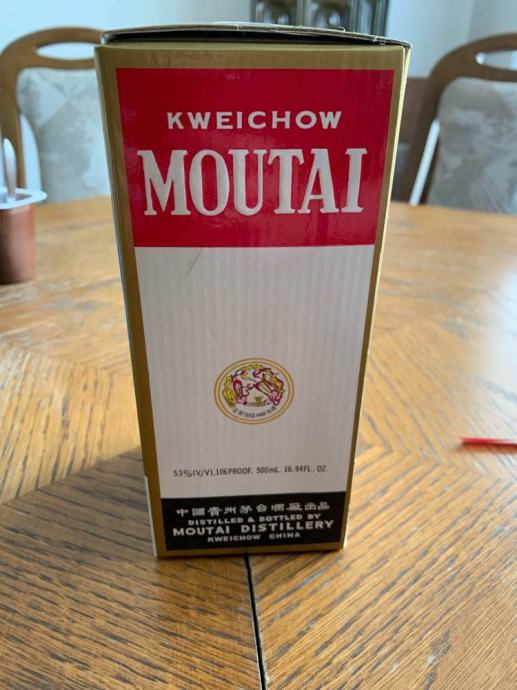 KWEICHOW
MOUTAI
53%(V/V),106PROOF. 500mL. 16.94FL. OZ.
中國貴州茅台酒廠出品
DISTILLED & BOTTLED BY
MOUTAI DISTILLERY
KWEICHOW CHINA